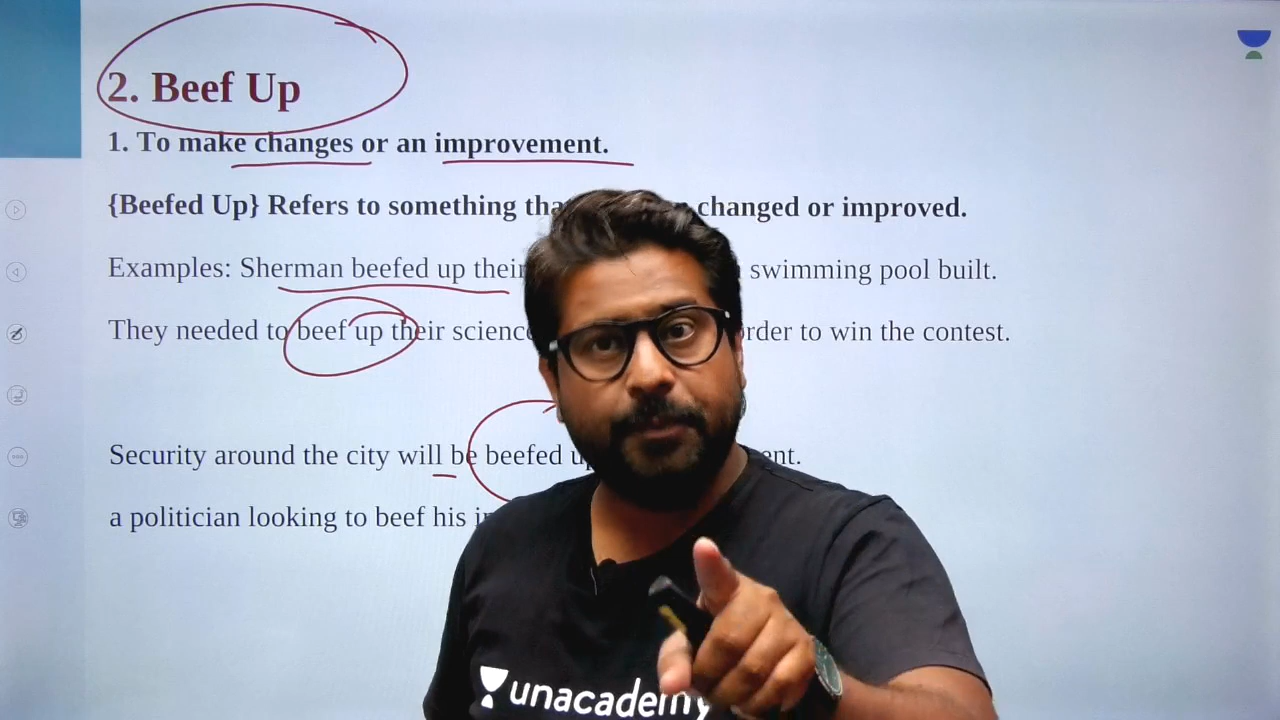 2. Beef Up
1. To make changes or an improvement.
{Beefed Up} Refers to something changed or improved.
Examples: Sherman beefed up their swimming pool built.
They needed to beef up their science order to win the contest.
Security around the city will be beefed
a politician looking to beef his
unacademy